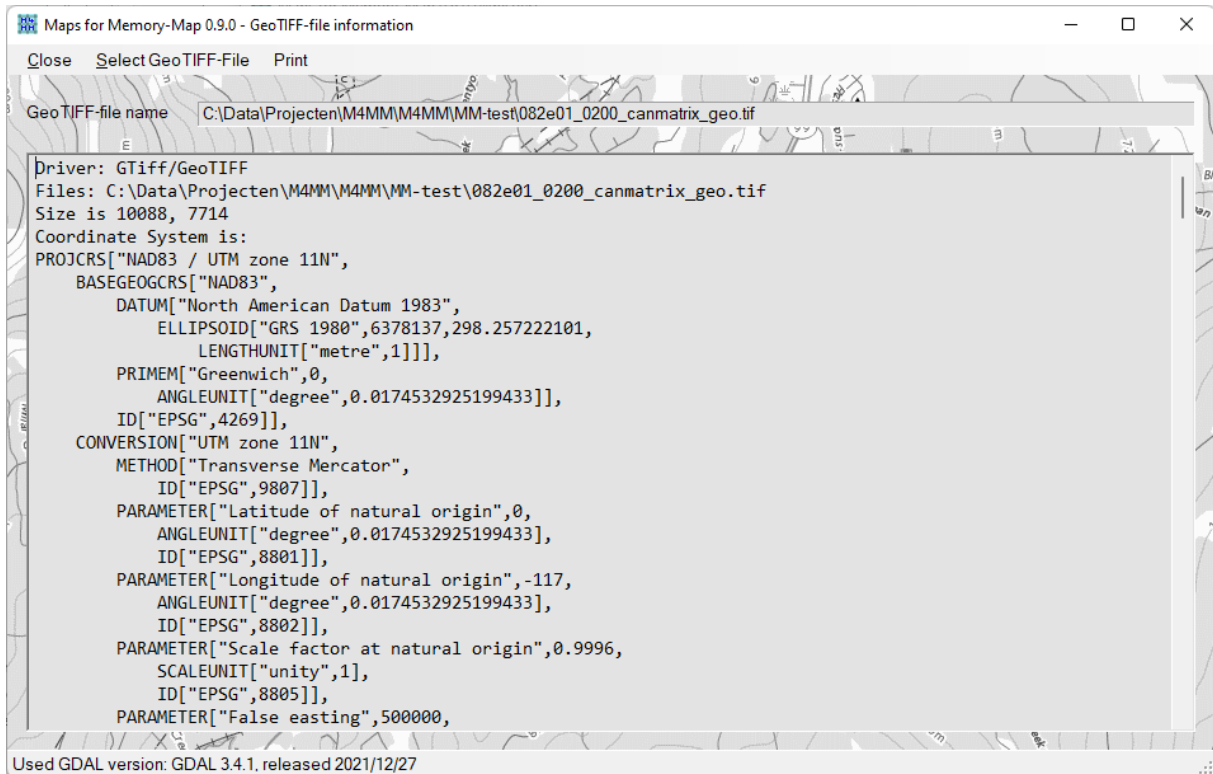 Maps for Memory-Map 0.9.0 - GeoTIFF-file information
Close Select GeoTIFF-File Print
GeoTIFF-file name C:\Data\Projecten\M4MM\M4MM\MM-test\082e01_0200_canmatrix_geo.tif
Driver: GTiff/GeoTIFF
Files: C:\Data\Projecten\M4MM\M4MM\MM-test\082e01_0200_canmatrix_geo.tif
Size is 10088, 7714
Coordinate System is:
PROJCRS["NAD83 / UTM zone 11N",
    BASEGEOGCRS["NAD83",
        DATUM["North American Datum 1983",
            ELLIPSOID["GRS 1980",6378137,298.257222101,
                LENGTHUNIT["metre",1]]],
        PRIMEM["Greenwich",0,
            ANGLEUNIT["degree",0.0174532925199433]],
        ID["EPSG",4269]],
    CONVERSION["UTM zone 11N",
        METHOD["Transverse Mercator",
            ID["EPSG",9807]],
        PARAMETER["Latitude of natural origin",0,
            ANGLEUNIT["degree",0.0174532925199433],
            ID["EPSG",8801]],
        PARAMETER["Longitude of natural origin",-117,
            ANGLEUNIT["degree",0.0174532925199433],
            ID["EPSG",8802]],
        PARAMETER["Scale factor at natural origin",0.9996,
            SCALEUNIT["unity",1],
            ID["EPSG",8805]],
        PARAMETER["False easting",500000,
Used GDAL version: GDAL 3.4.1, released 2021/12/27